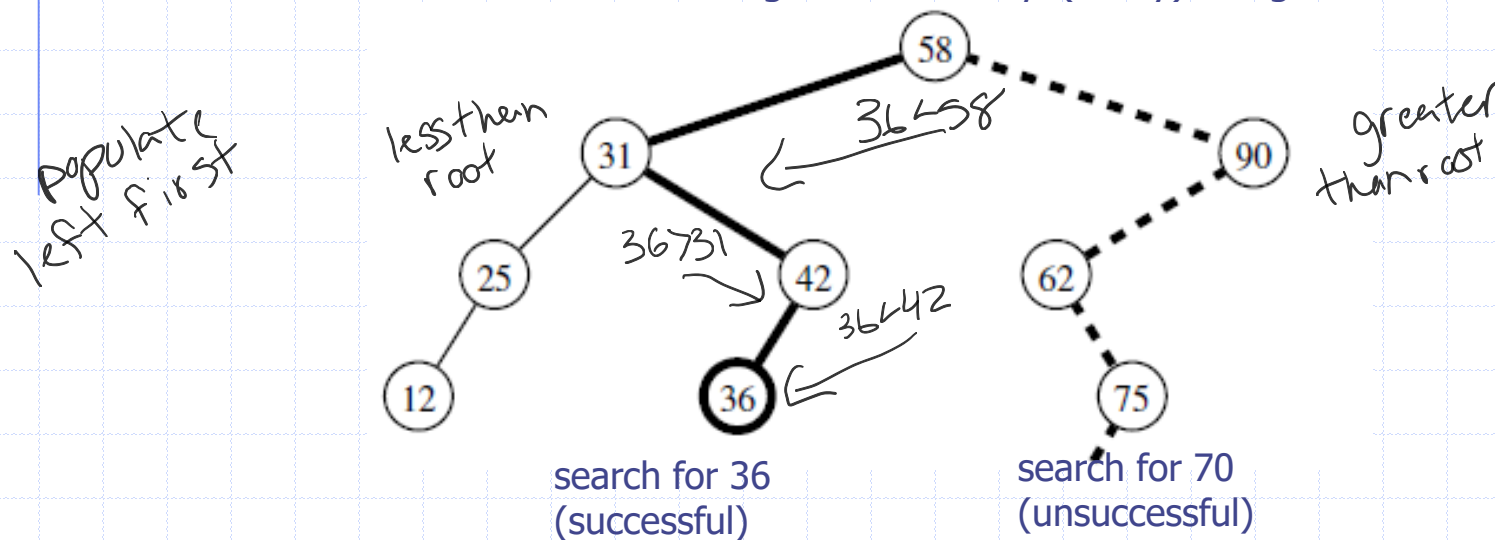 58
36<58
less than
root
31
90
greater
than root
populate
left first
36>31
25
42
62
36<42
12
36
75
search for 36
(successful)
search for 70
(unsuccessful)